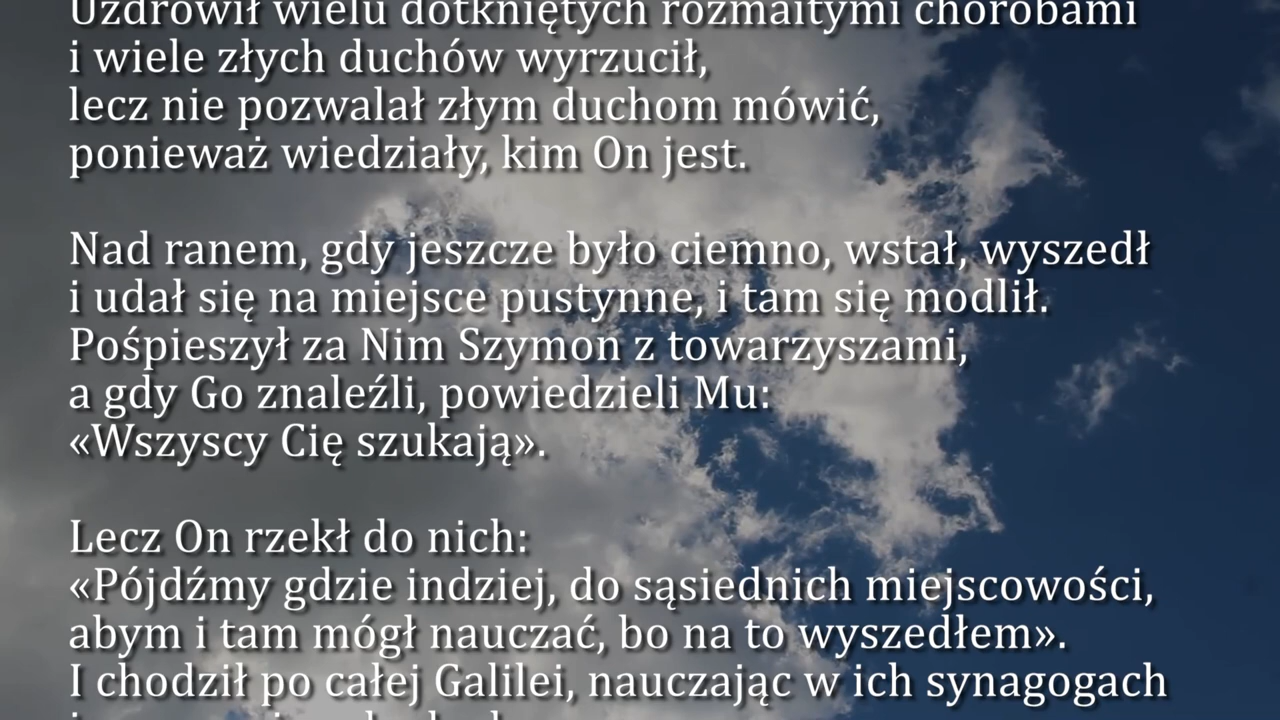 Uzdrowił wielu dotkniętych rozmaitymi chorobami
i wiele złych duchów wyrzucił,
lecz nie pozwalał złym duchom mówić,
ponieważ wiedziały, kim On jest.
Nad ranem, gdy jeszcze było ciemno, wstał, wyszedł
i udał się na miejsce pustynne, i tam się modlił.
Pośpieszył za Nim Szymon z towarzyszami,
a gdy Go znaleźli, powiedzieli Mu:
«Wszyscy Cię szukają».
Lecz On rzekł do nich:
«Pójdźmy gdzie indziej, do sąsiednich miejscowości,
abym i tam mógł nauczać, bo na to wyszedłem».
I chodził po całej Galilei, nauczając w ich synagogach